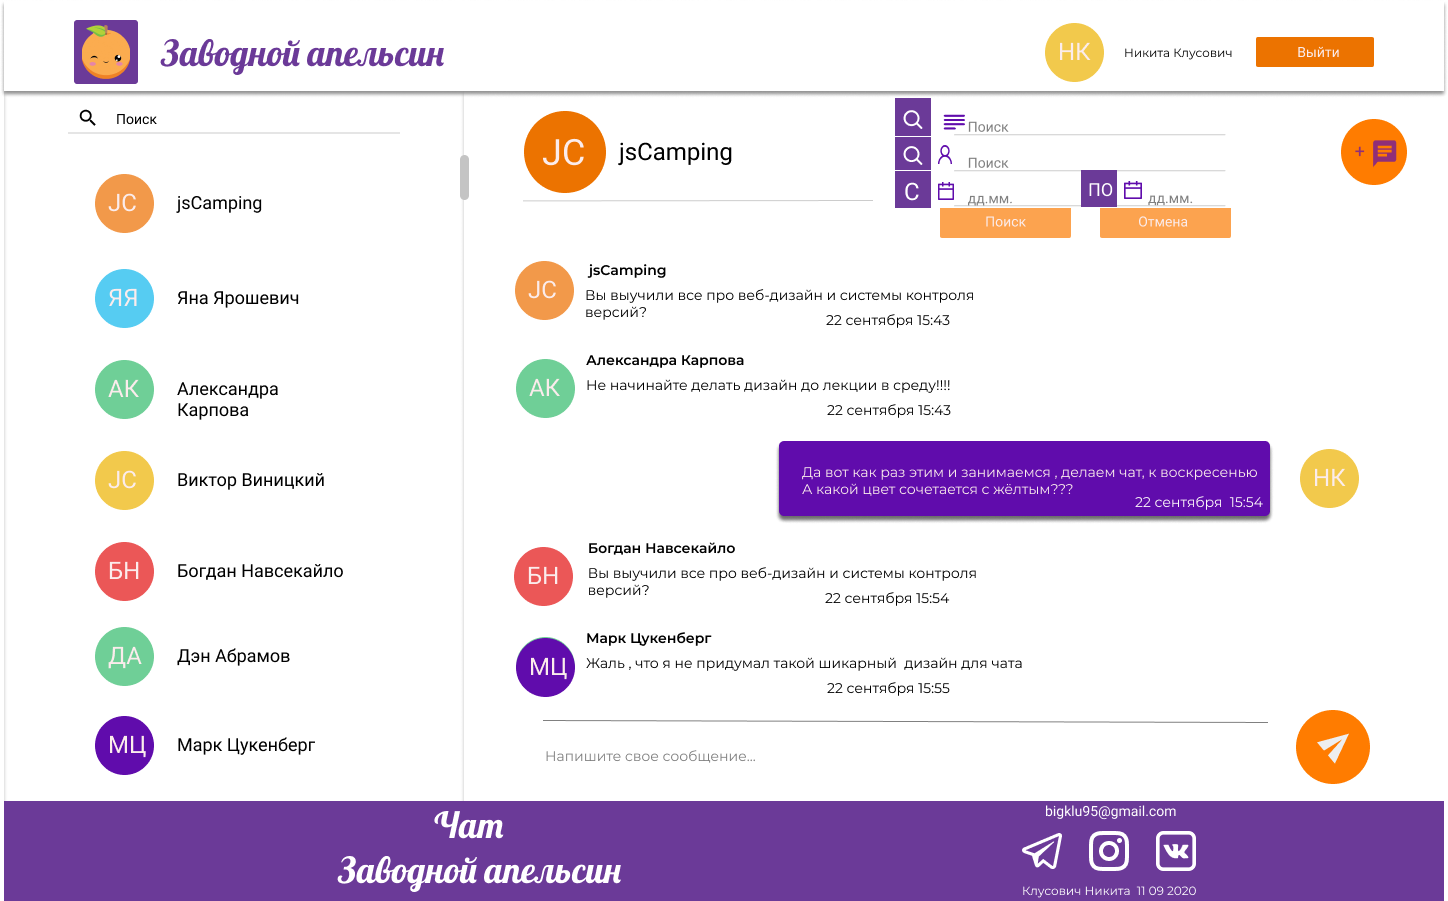 Заводной апельсин
НК
Никита Клусович
Выйти
Поиск
JC
jsCamping
ЯЯ
Яна Ярошевич
АК
Александра
Карпова
JC
Виктор Виницкий
БН
Богдан Навсекайло
ДА
Дэн Абрамов
МЦ
Марк Цукенберг
JC
jsCamping
Поиск
Поиск
С
дд.мм.
ПО
дд.мм.
Поиск
Отмена
+
JC
jsCamping
Вы выучили все про веб-дизайн и системы контроля
версий?
22 сентября 15:43
АК
Александра Карпова
Не начинайте делать дизайн до лекции в среду!!!!
22 сентября 15:43
Да вот как раз этим и занимаемся , делаем чат, к воскресенью
А какой цвет сочетается с жёлтым???
22 сентября  15:54
НК
БН
Богдан Навсекайло
Вы выучили все про веб-дизайн и системы контроля
версий?
22 сентября 15:54
МЦ
Марк Цукенберг
Жаль , что я не придумал такой шикарный  дизайн для чата
22 сентября 15:55
Напишите свое сообщение...
Чат
Заводной апельсин
bigklu95@gmail.com
Клусович Никита  11 09 2020